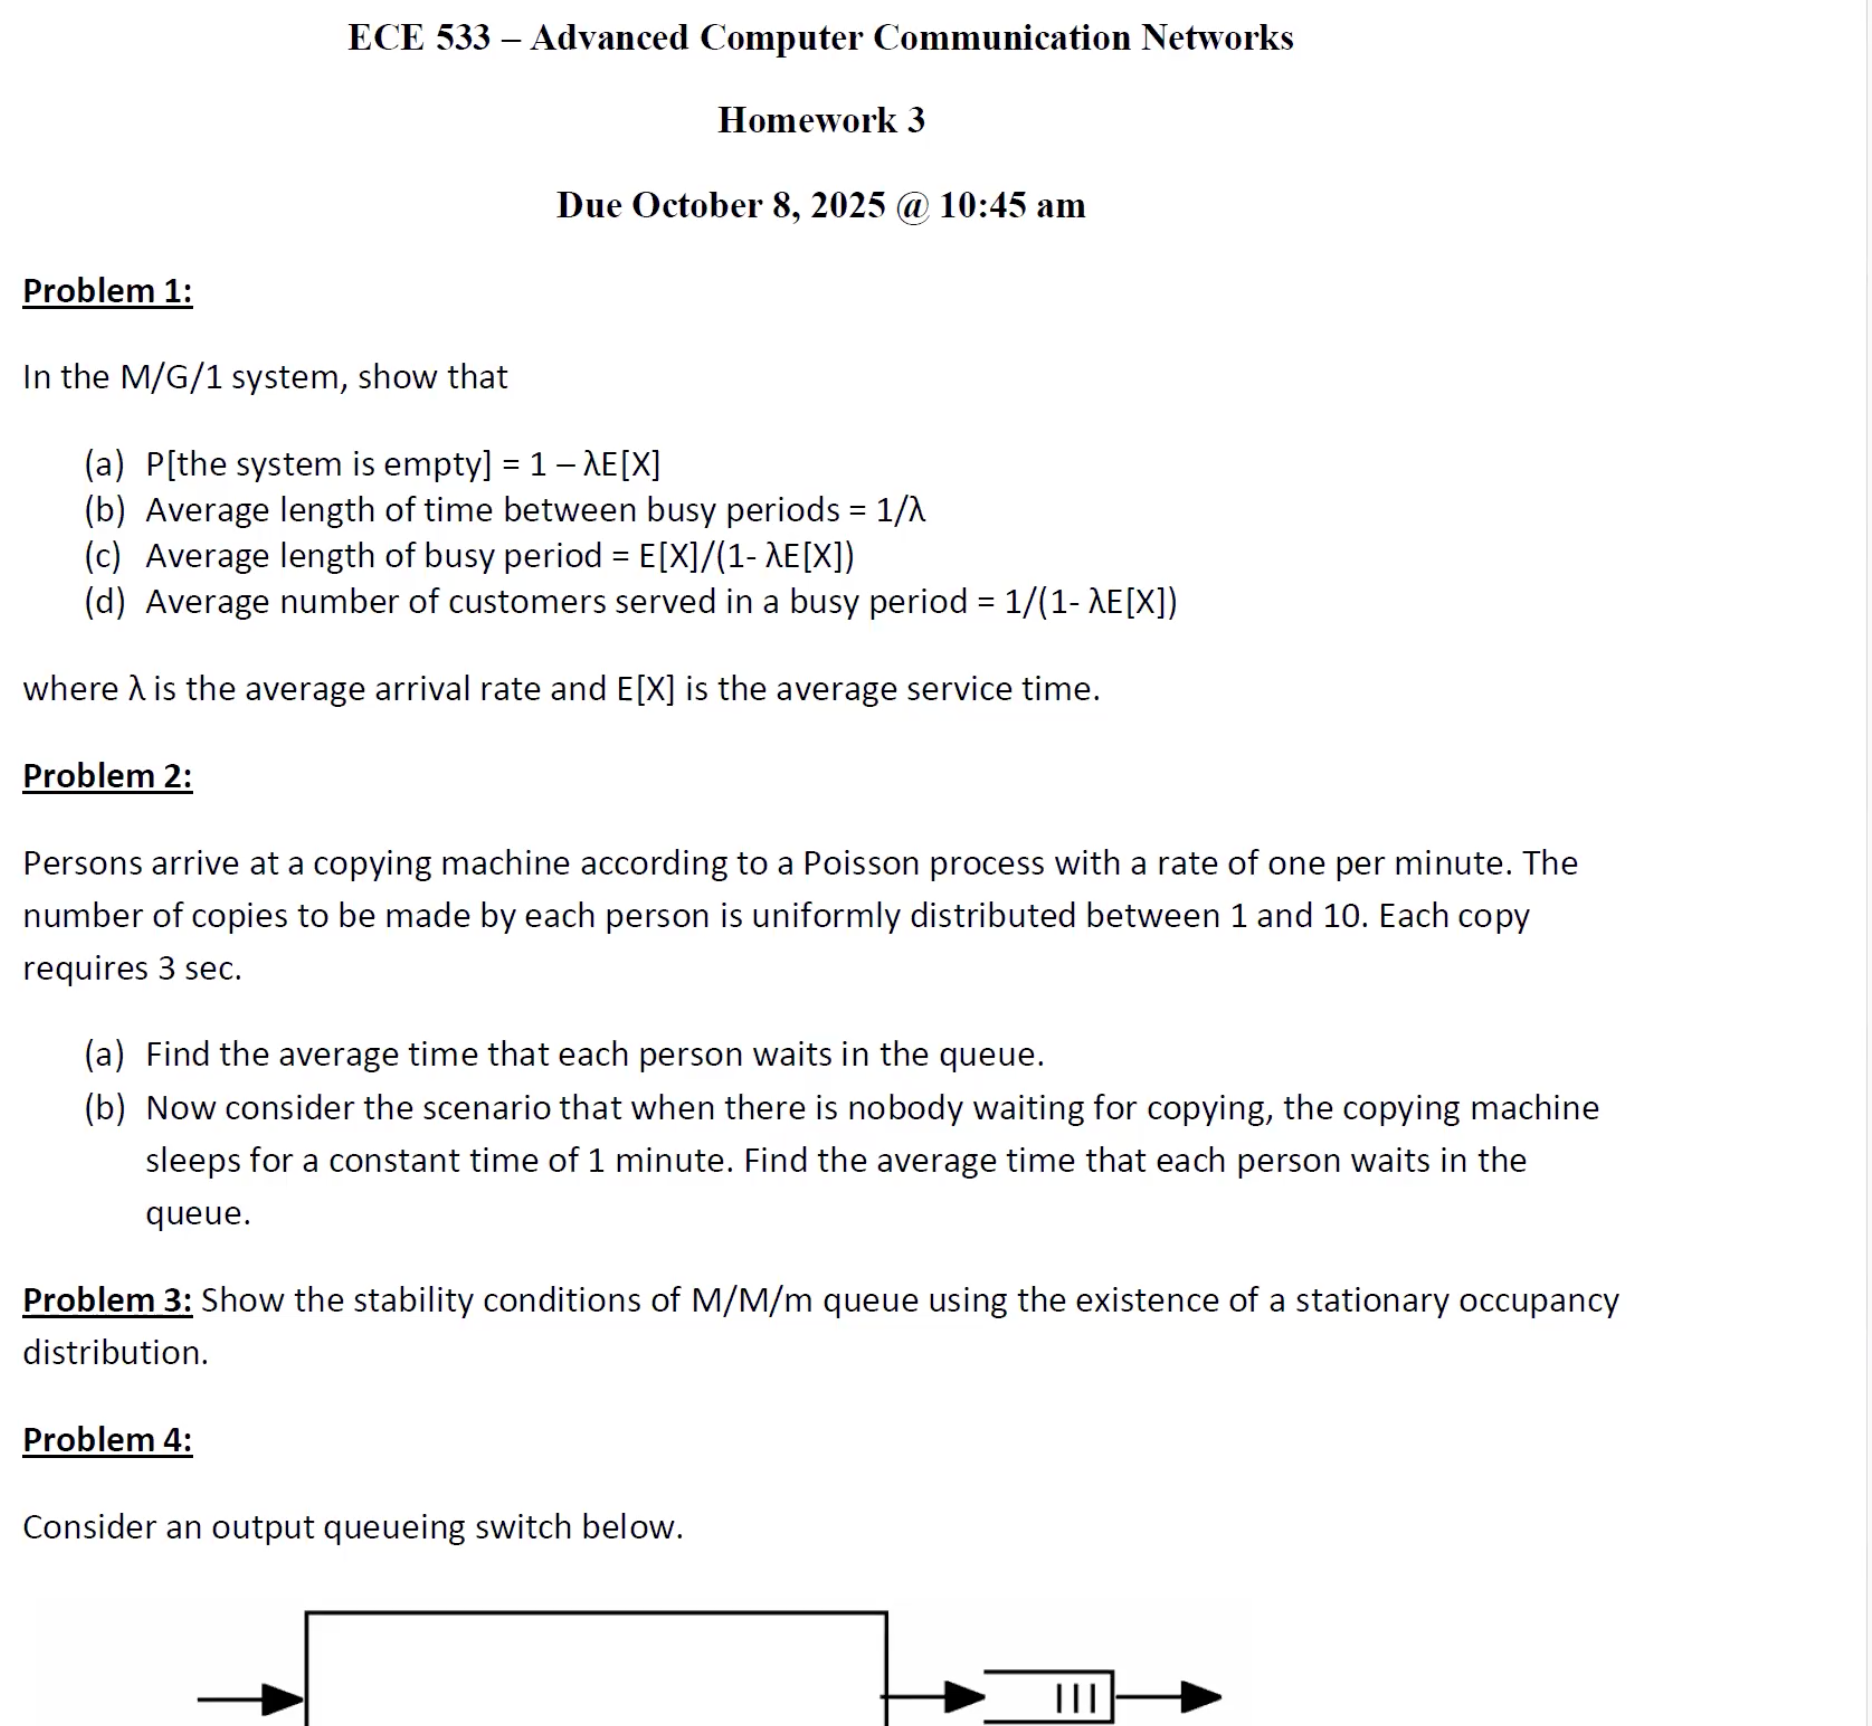 ECE 533 – Advanced Computer Communication Networks
Homework 3
Due October 8, 2025 @ 10:45 am
Problem 1:
In the M/G/1 system, show that
(a) P[the system is empty] = 1 – λE[X]
(b) Average length of time between busy periods = 1/λ
(c) Average length of busy period = E[X]/(1- λE[X])
(d) Average number of customers served in a busy period = 1/(1- λE[X])
where λ is the average arrival rate and E[X] is the average service time.
Problem 2:
Persons arrive at a copying machine according to a Poisson process with a rate of one per minute. The
number of copies to be made by each person is uniformly distributed between 1 and 10. Each copy
requires 3 sec.
(a) Find the average time that each person waits in the queue.
(b) Now consider the scenario that when there is nobody waiting for copying, the copying machine
sleeps for a constant time of 1 minute. Find the average time that each person waits in the
queue.
Problem 3: Show the stability conditions of M/M/m queue using the existence of a stationary occupancy
distribution.
Problem 4:
Consider an output queueing switch below.